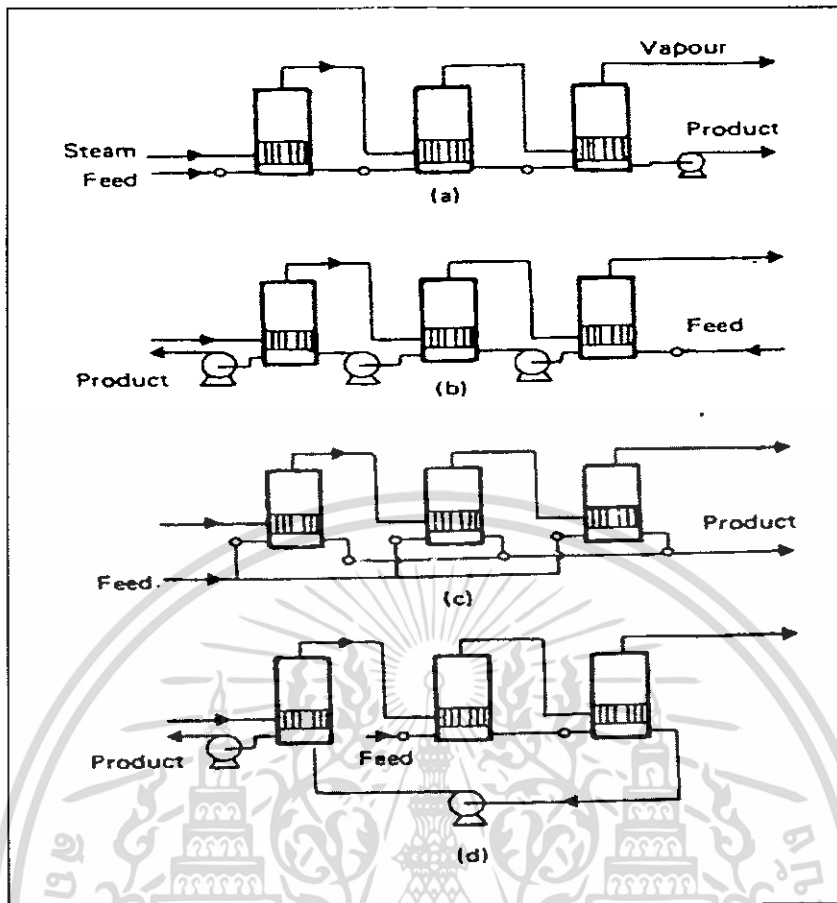 Vapour
Product
Steam
Feed
(a)
Feed
Product
(b)
Product
Feed.
(c)
Product
Feed
(d)